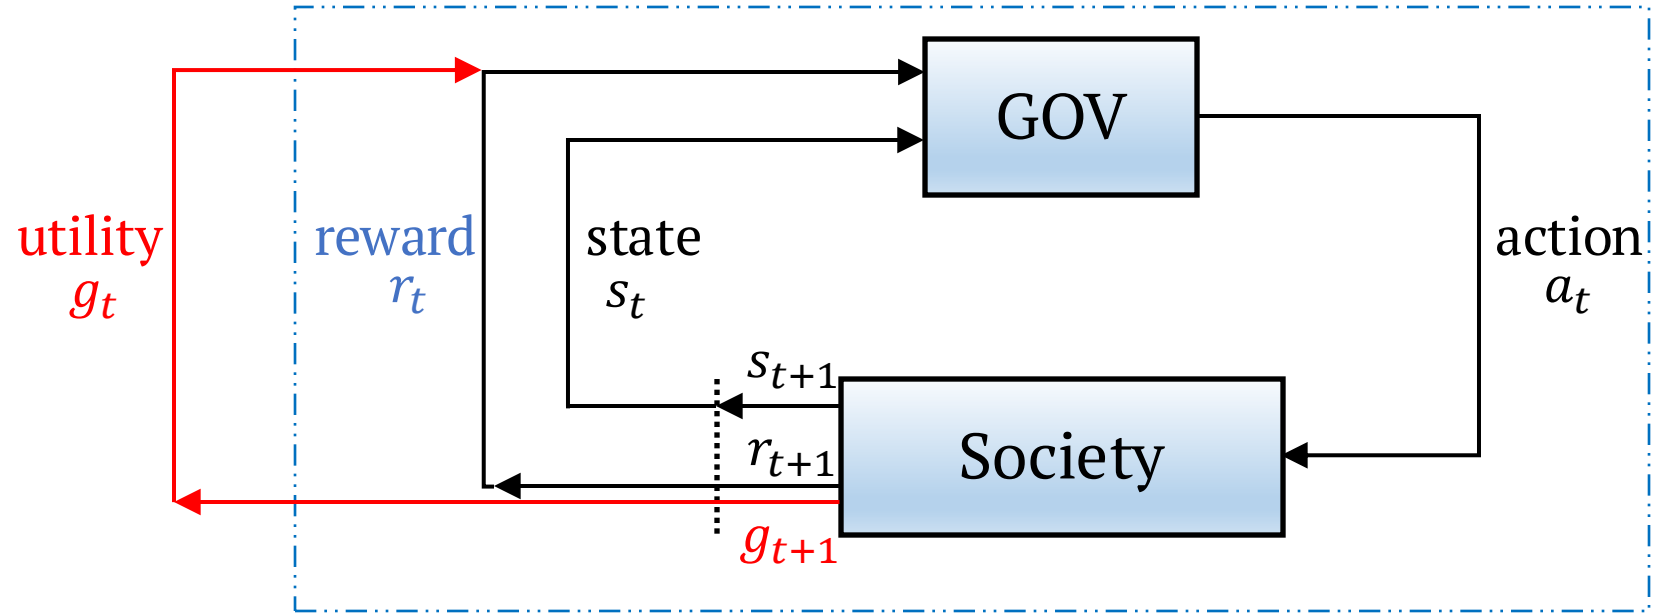 GOV
utility
g_t
reward
r_t
state
s_t
action
a_t
s_{t+1}
r_{t+1}
Society
g_{t+1}